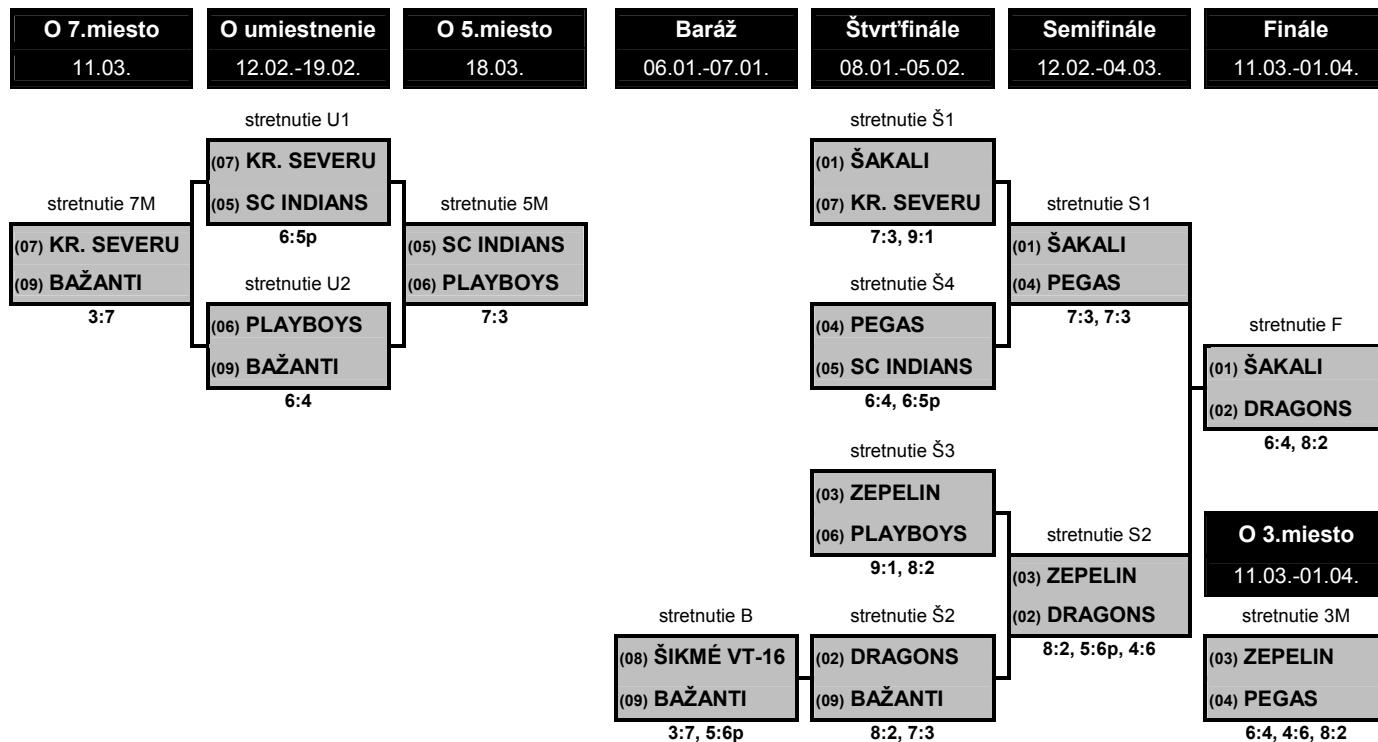 O 7.miesto
11.03.
O umiestnenie
12.02.-19.02.
O 5.miesto
18.03.
Baráž
06.01.-07.01.
Štvrťfinále
08.01.-05.02.
Semifinále
12.02.-04.03.
Finále
11.03.-01.04.
stretnutie U1
(07) KR. SEVERU
(05) SC INDIANS
6:5p
stretnutie 7M
(07) KR. SEVERU
(09) BAŽANTI
3:7
stretnutie U2
(06) PLAYBOYS
(09) BAŽANTI
6:4
stretnutie 5M
(05) SC INDIANS
(06) PLAYBOYS
7:3
stretnutie Š1
(01) ŠAKALI
(07) KR. SEVERU
7:3, 9:1
stretnutie Š4
(04) PEGAS
(05) SC INDIANS
6:4, 6:5p
stretnutie S1
(01) ŠAKALI
(04) PEGAS
7:3, 7:3
stretnutie F
(01) ŠAKALI
(02) DRAGONS
6:4, 8:2
stretnutie Š3
(03) ZEPELIN
(06) PLAYBOYS
9:1, 8:2
stretnutie B
(08) ŠIKMÉ VT-16
(09) BAŽANTI
3:7, 5:6p
stretnutie Š2
(02) DRAGONS
(09) BAŽANTI
8:2, 7:3
stretnutie S2
(03) ZEPELIN
(02) DRAGONS
8:2, 5:6p, 4:6
O 3.miesto
11.03.-01.04.
stretnutie 3M
(03) ZEPELIN
(04) PEGAS
6:4, 4:6, 8:2